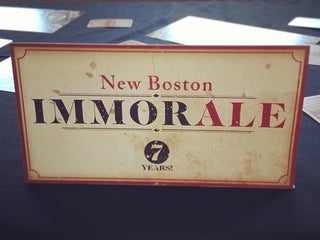 New Boston
IMMORALE
7
YEARS!